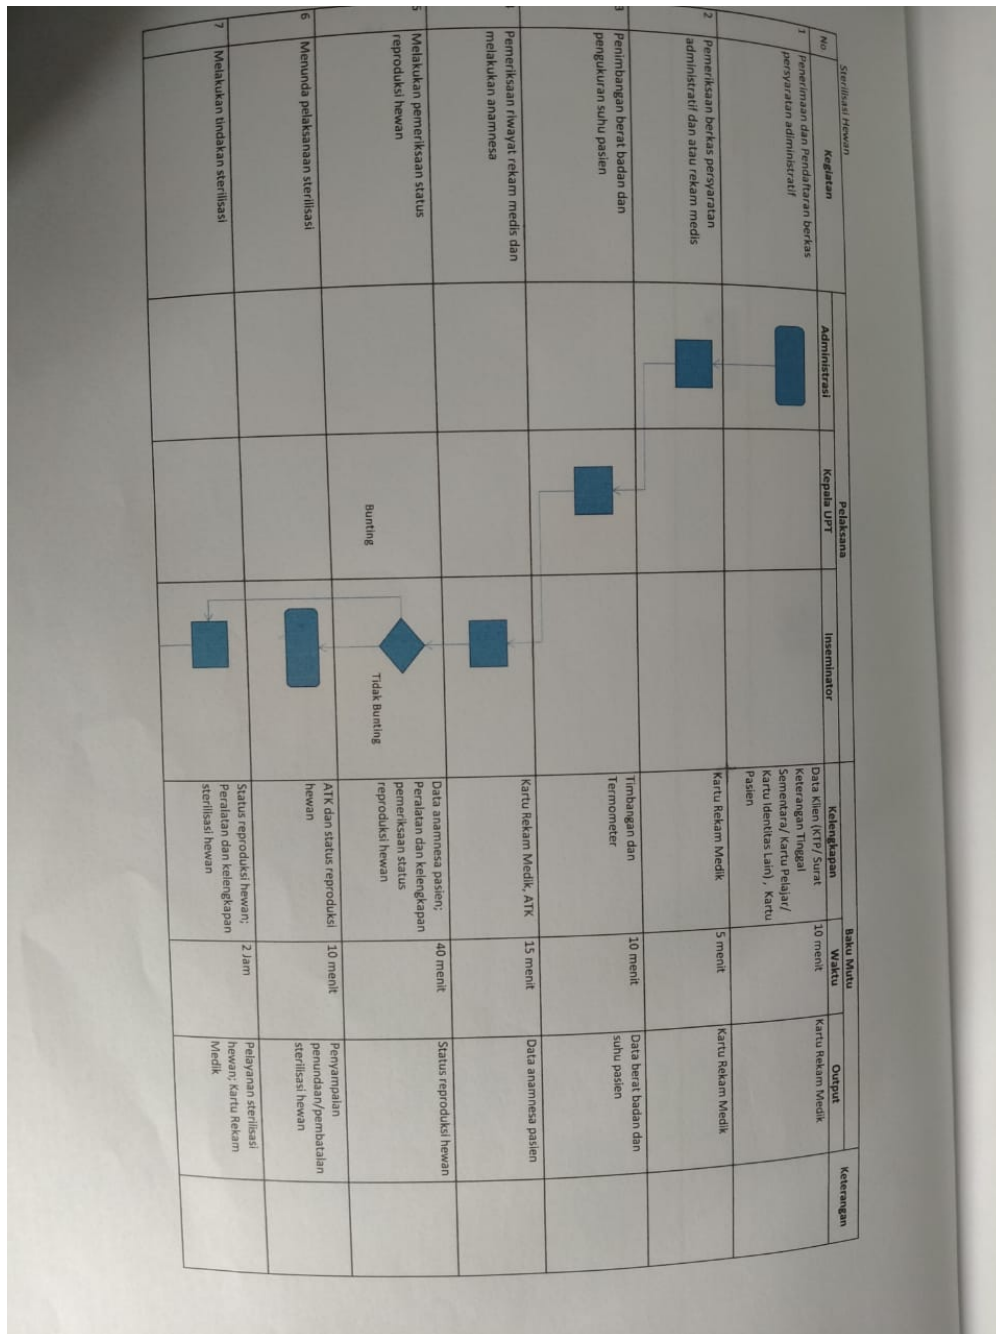 Sterilisasi Hewan
No
Kegiatan
Pelaksana
Baku Mutu
Keterangan
Administrasi
Kepala UPT
Inseminator
Kelengkapan
Waktu
Output
1
Penerimaan dan Pendaftaran berkas
persyaratan adiministratif
Data Klien (KTP/ Surat
Keterangan Tinggal
Sementara/ Kartu Pelajar/
Kartu Identitas Lain) , Kartu
Pasien
10 menit
Kartu Rekam Medik
2
Pemeriksaan berkas persyaratan
administratif dan atau rekam medis
Kartu Rekam Medik
5 menit
Kartu Rekam Medik
3
Penimbangan berat badan dan
pengukuran suhu pasien
Timbangan dan
Termometer
10 menit
Data berat badan dan
suhu pasien
Pemeriksaan riwayat rekam medis dan
melakukan anamnesa
Kartu Rekam Medik, ATK
15 menit
Data anamnesa pasien
5
Melakukan pemeriksaan status
reproduksi hewan
Bunting
Tidak Bunting
Data anamnesa pasien;
Peralatan dan kelengkapan
pemeriksaan status
reproduksi hewan
40 menit
Status reproduksi hewan
6
Menunda pelaksanaan sterilisasi
ATK dan status reproduksi
hewan
10 menit
Penyampaian
penundaan/pembatalan
sterilisasi hewan
7
Melakukan tindakan sterilisasi
Status reproduksi hewan;
Peralatan dan kelengkapan
sterilisasi hewan
2 Jam
Pelayanan sterilisasi
hewan; Kartu Rekam
Medik